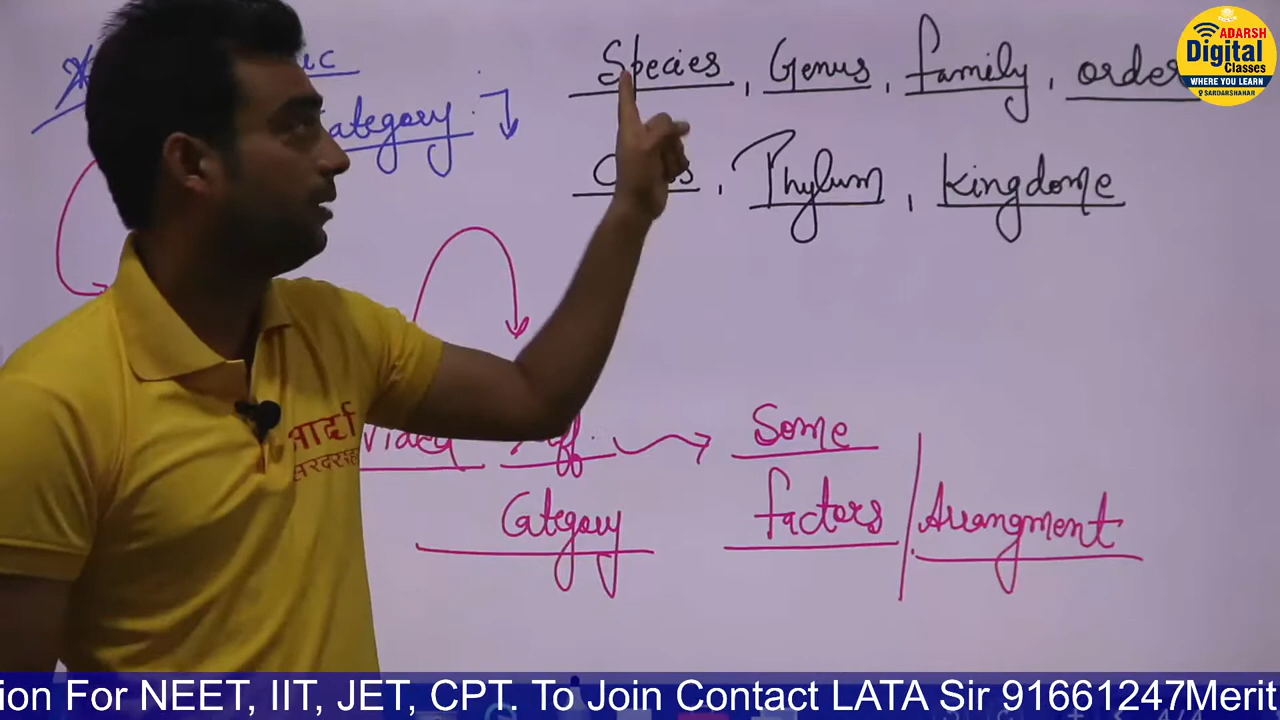 Species, Genus, family, order
, Phylum, Kingdome
ategory
Some
factors
Category
Arrangment
ADARSH
Digital
Classes
WHERE YOU LEARN
SARDARSHAHAR
ion For NEET, IIT, JET, CPT. To Join Contact LATA Sir 91661247Merit